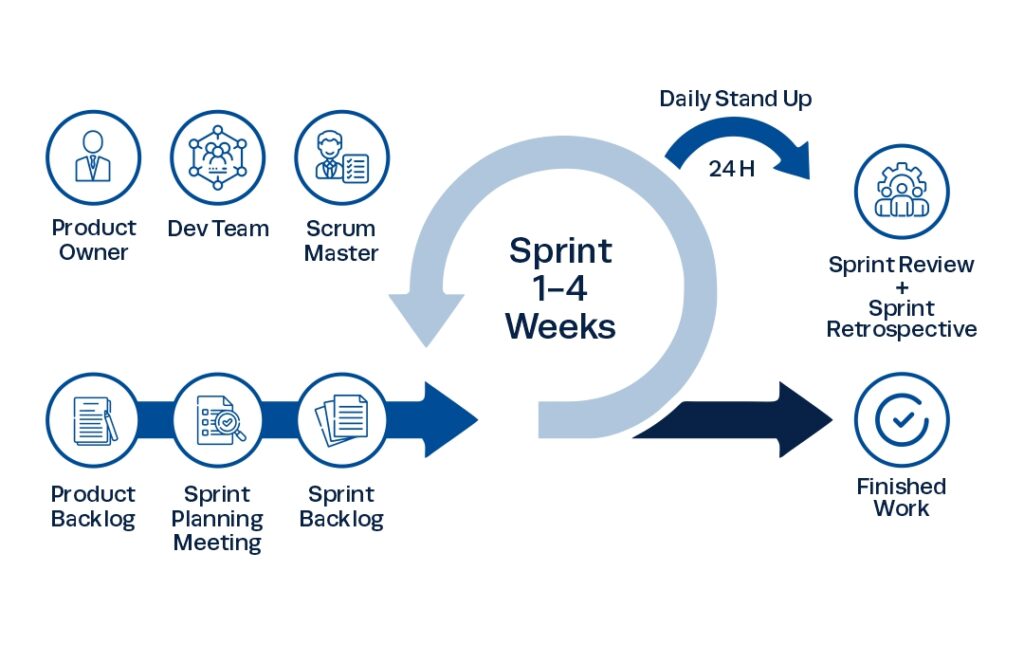 Product
Owner
Dev Team
Scrum
Master
Daily Stand Up
24 H
Sprint
1–4
Weeks
Sprint Review
+
Sprint
Retrospective
Product
Backlog
Sprint
Planning
Meeting
Sprint
Backlog
Finished
Work